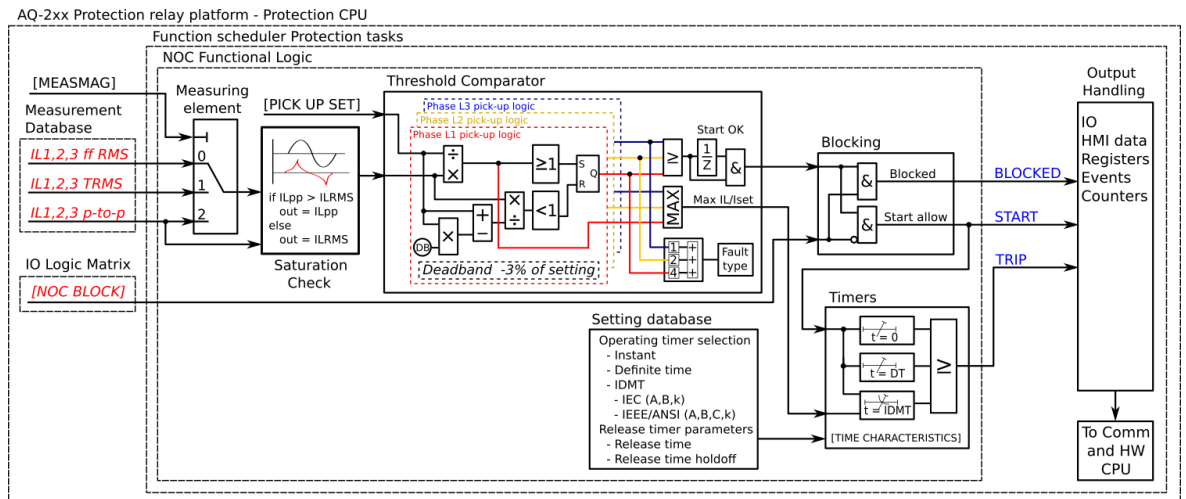 AQ-2xx Protection relay platform - Protection CPU
Function scheduler Protection tasks
NOC Functional Logic
[MEASMAG]
Measurement
Database
IL1,2,3 ff RMS
IL1,2,3 TRMS
IL1,2,3 p-to-p
IO Logic Matrix
[NOC BLOCK]
Measuring
element
0
1
2
[PICK UP SET]
if ILpp > ILRMS
out = ILpp
else
out = ILRMS
Saturation
Check
Threshold Comparator
Phase L3 pick-up logic
Phase L2 pick-up logic
Phase L1 pick-up logic
÷
×
≥1
S
R
Q
×
÷
<1
+
−
×
DB
Deadband -3% of setting
≥
Start OK
1
Z
&
MAX
Max IL/Iset
1 +
2 +
4 +
Fault
type
Blocking
&
Blocked
&
Start allow
BLOCKED
START
TRIP
Setting database
Operating timer selection
- Instant
- Definite time
- IDMT
- IEC (A,B,k)
- IEEE/ANSI (A,B,C,k)
Release timer parameters
- Release time
- Release time holdoff
Timers
t = 0
t = DT
t = IDMT
≥
[TIME CHARACTERISTICS]
Output
Handling
IO
HMI data
Registers
Events
Counters
To Comm
and HW
CPU